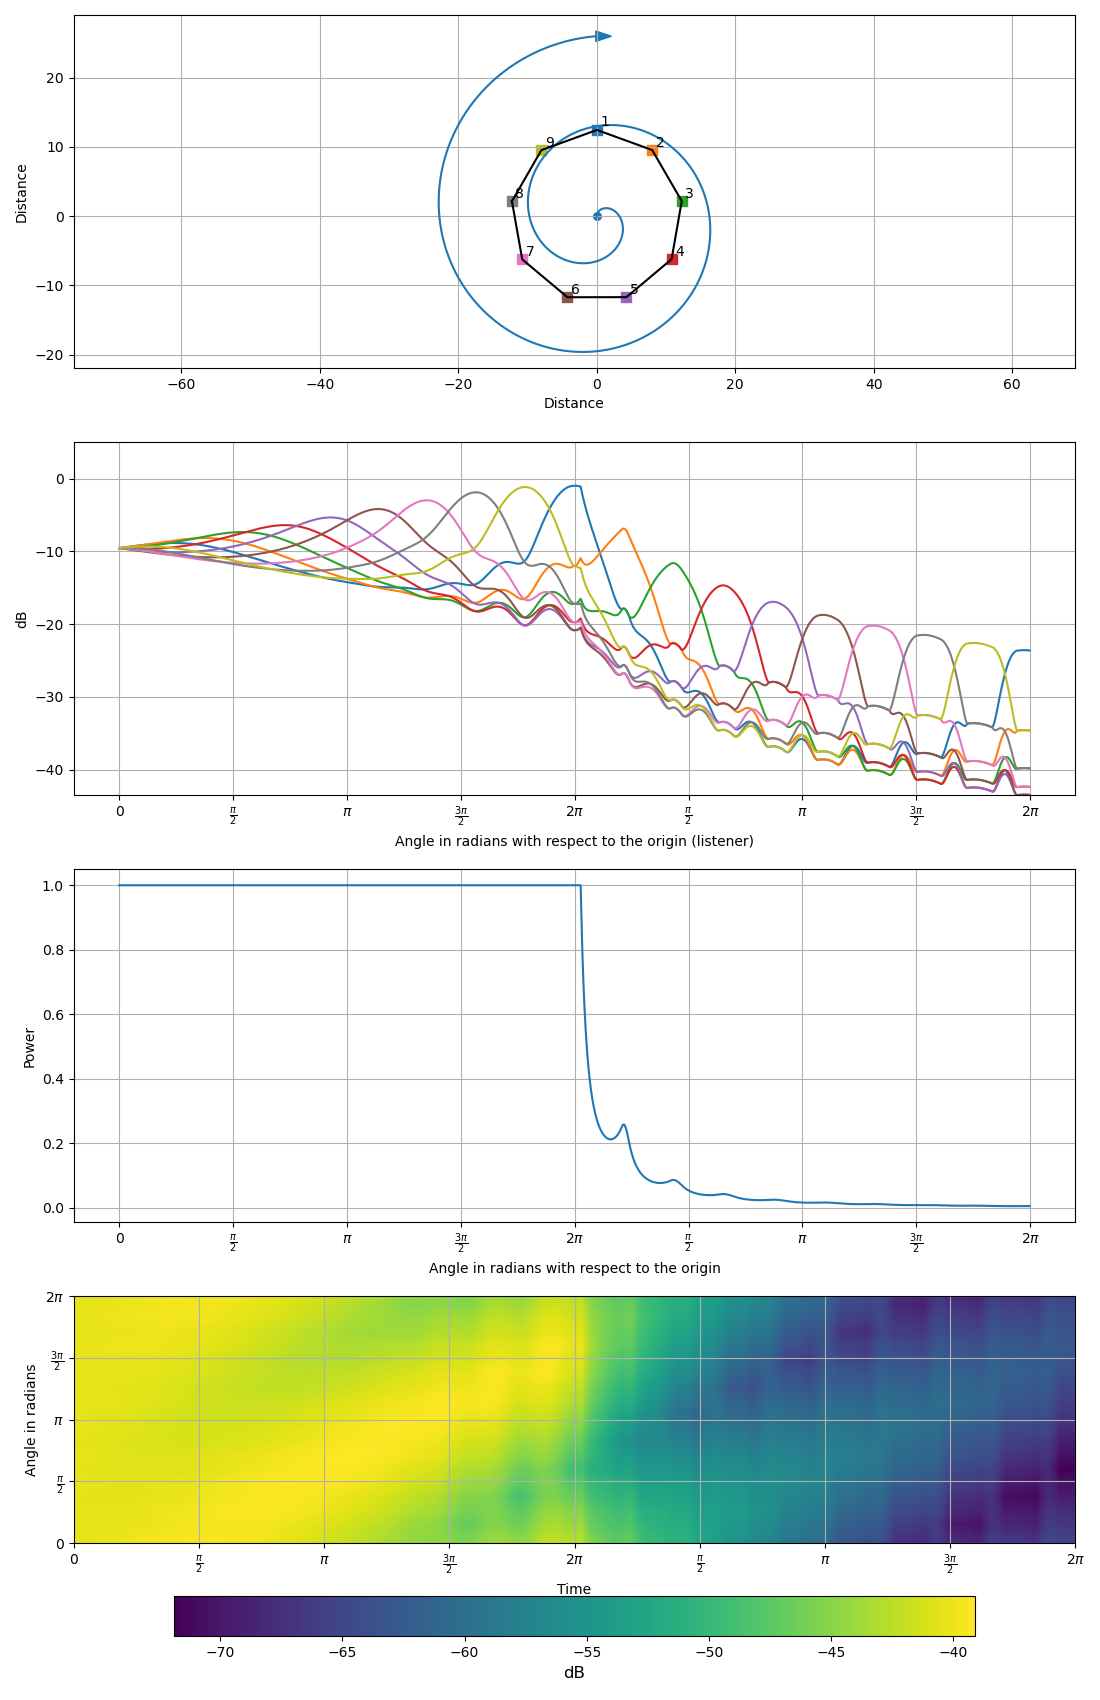 20
10
0
−10
−20
Distance
1
2
3
4
5
6
7
8
9
−60 −40 −20 0 20 40 60
Distance
0
−10
−20
−30
−40
dB
0 π/2 π 3π/2 2π π/2 π 3π/2 2π
Angle in radians with respect to the origin (listener)
1.0
0.8
0.6
0.4
0.2
0.0
Power
0 π/2 π 3π/2 2π π/2 π 3π/2 2π
Angle in radians with respect to the origin
2π
3π/2
π
π/2
0
Angle in radians
0 π/2 π 3π/2 2π π/2 π 3π/2 2π
Time
−70 −65 −60 −55 −50 −45 −40
dB